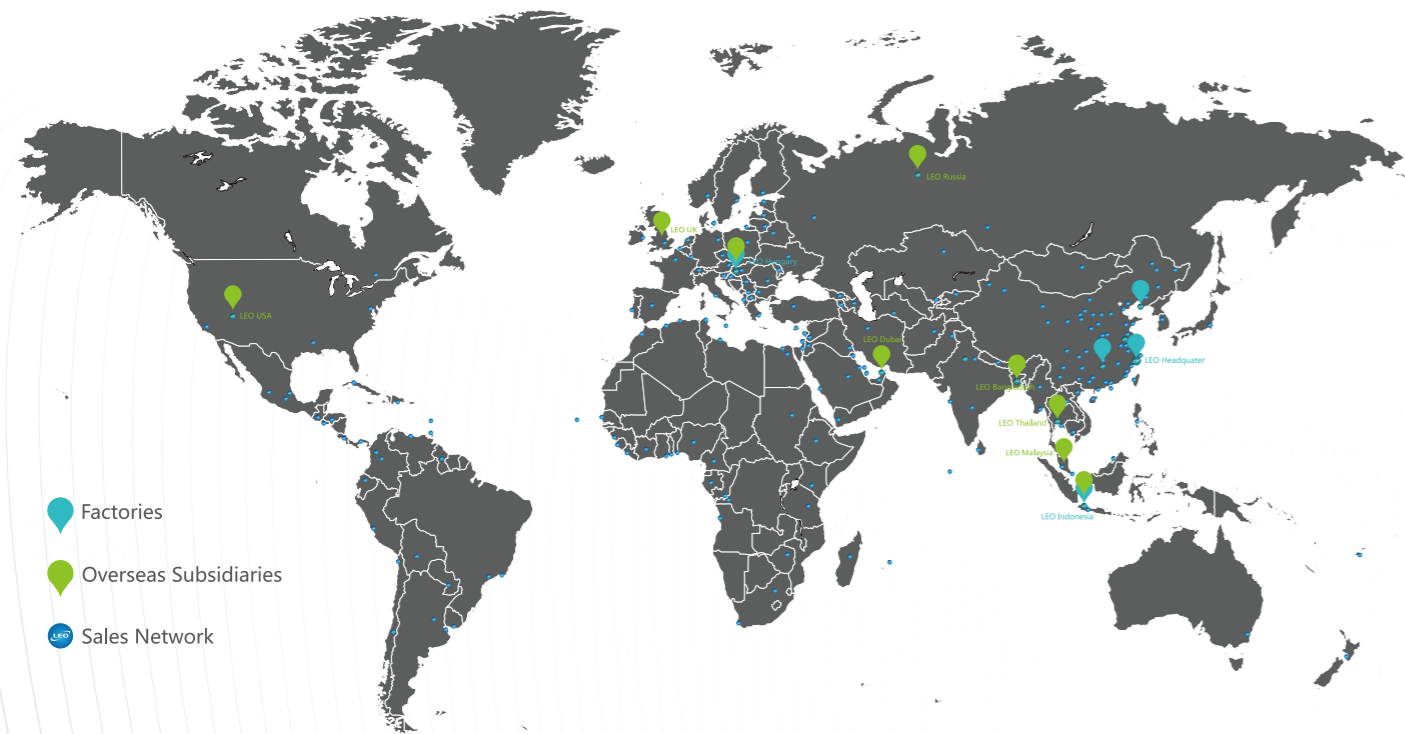 LEO Russia
LEO UK
LEO Hungary
LEO USA
LEO Dubai
LEO Headquater
LEO Bangladesh
LEO Thailand
LEO Malaysia
LEO Indonesia
Factories
Overseas Subsidiaries
LEO
Sales Network